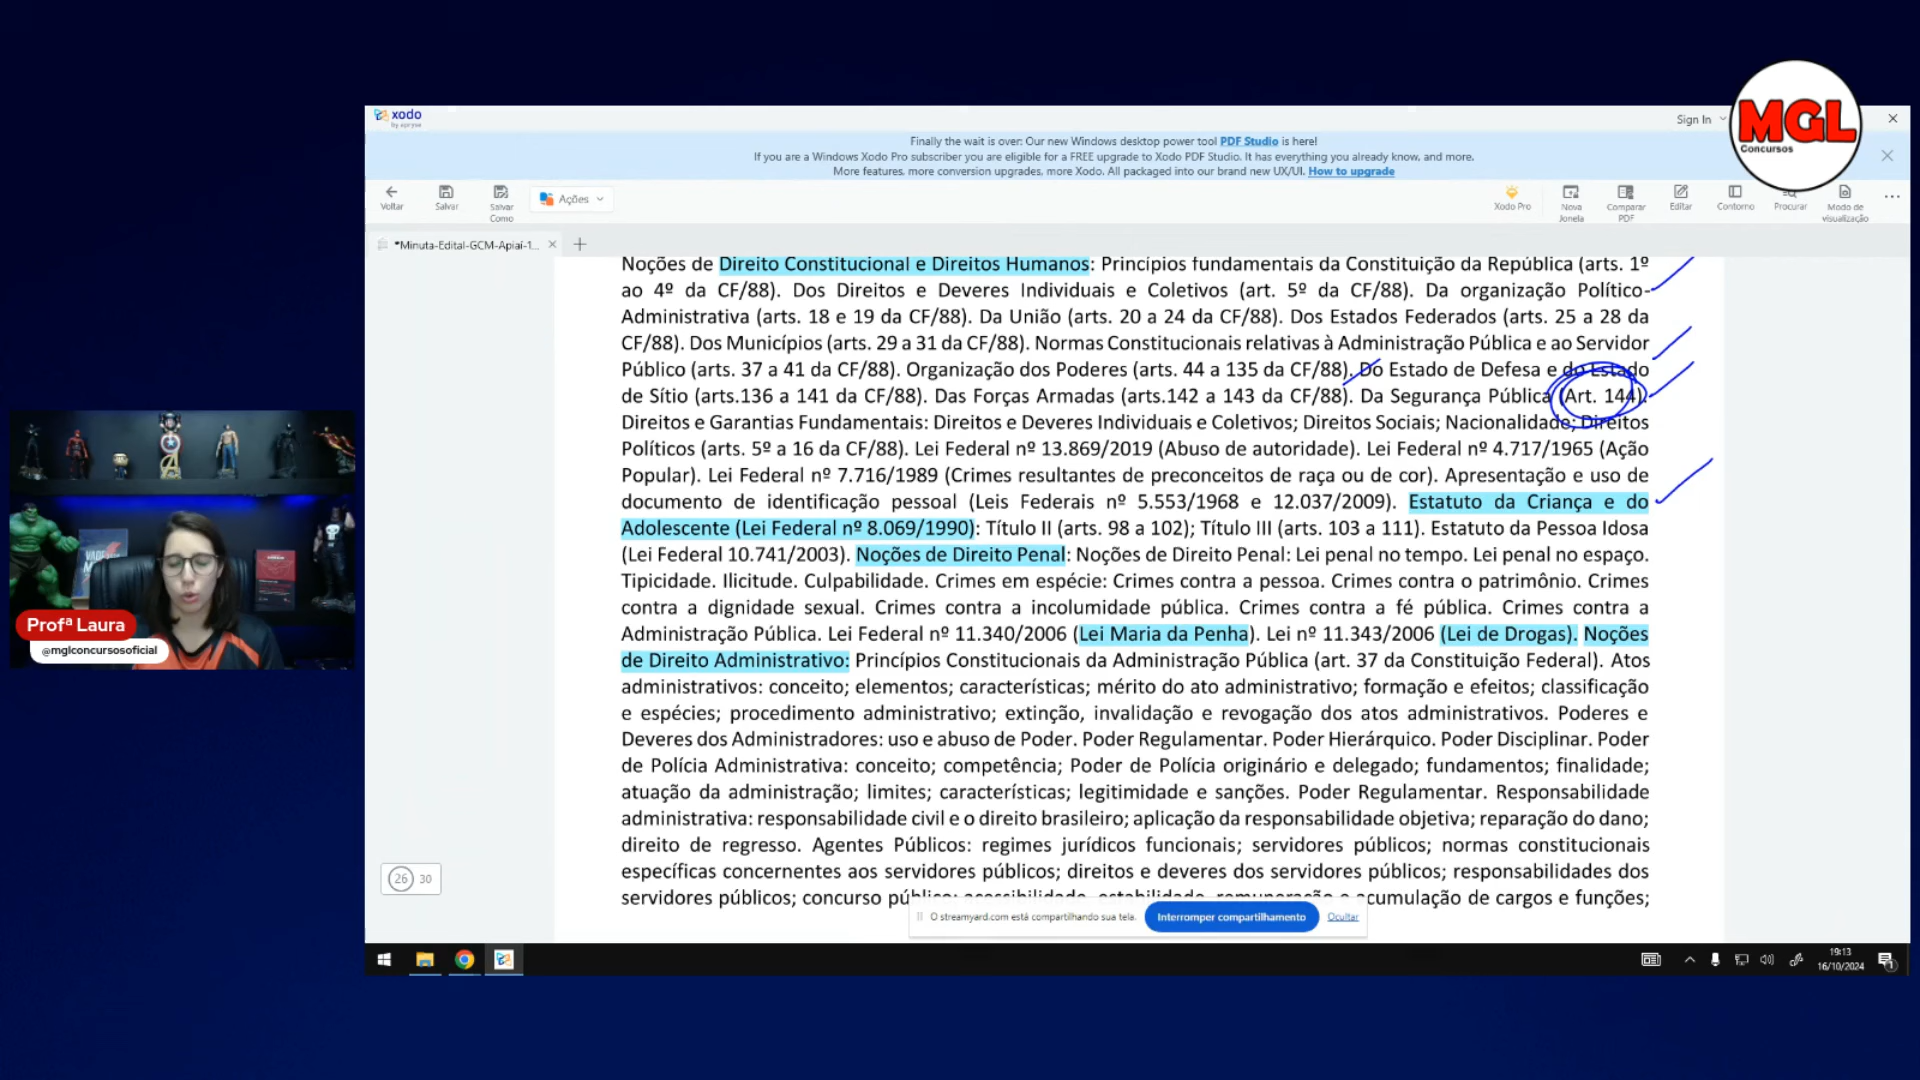 xodo
by apryse
Sign In
MGL
Concursos
Finally the wait is over: Our new Windows desktop power tool PDF Studio is here!
If you are a Windows Xodo Pro subscriber you are eligible for a FREE upgrade to Xodo PDF Studio. It has everything you already know, and more.
More features, more conversion upgrades, more Xodo. All packaged into our brand new UX/UI. How to upgrade
Voltar
Salvar
Salvar Como
Ações
Xodo Pro
Nova Janela
Comparar PDF
Editar
Contorno
Procurar
Modo de visualização
*Minuta-Edital-GCM-Apiaí-1...
Noções de Direito Constitucional e Direitos Humanos: Princípios fundamentais da Constituição da República (arts. 1º
ao 4º da CF/88). Dos Direitos e Deveres Individuais e Coletivos (art. 5º da CF/88). Da organização Político-
Administrativa (arts. 18 e 19 da CF/88). Da União (arts. 20 a 24 da CF/88). Dos Estados Federados (arts. 25 a 28 da
CF/88). Dos Municípios (arts. 29 a 31 da CF/88). Normas Constitucionais relativas à Administração Pública e ao Servidor
Público (arts. 37 a 41 da CF/88). Organização dos Poderes (arts. 44 a 135 da CF/88). Do Estado de Defesa e do Estado
de Sítio (arts.136 a 141 da CF/88). Das Forças Armadas (arts.142 a 143 da CF/88). Da Segurança Pública (Art. 144).
Direitos e Garantias Fundamentais: Direitos e Deveres Individuais e Coletivos; Direitos Sociais; Nacionalidade; Direitos
Políticos (arts. 5º a 16 da CF/88). Lei Federal nº 13.869/2019 (Abuso de autoridade). Lei Federal nº 4.717/1965 (Ação
Popular). Lei Federal nº 7.716/1989 (Crimes resultantes de preconceitos de raça ou de cor). Apresentação e uso de
documento de identificação pessoal (Leis Federais nº 5.553/1968 e 12.037/2009). Estatuto da Criança e do
Adolescente (Lei Federal nº 8.069/1990): Título II (arts. 98 a 102); Título III (arts. 103 a 111). Estatuto da Pessoa Idosa
(Lei Federal 10.741/2003). Noções de Direito Penal: Noções de Direito Penal: Lei penal no tempo. Lei penal no espaço.
Tipicidade. Ilicitude. Culpabilidade. Crimes em espécie: Crimes contra a pessoa. Crimes contra o patrimônio. Crimes
contra a dignidade sexual. Crimes contra a incolumidade pública. Crimes contra a fé pública. Crimes contra a
Administração Pública. Lei Federal nº 11.340/2006 (Lei Maria da Penha). Lei nº 11.343/2006 (Lei de Drogas). Noções
de Direito Administrativo: Princípios Constitucionais da Administração Pública (art. 37 da Constituição Federal). Atos
administrativos: conceito; elementos; características; mérito do ato administrativo; formação e efeitos; classificação
e espécies; procedimento administrativo; extinção, invalidação e revogação dos atos administrativos. Poderes e
Deveres dos Administradores: uso e abuso de Poder. Poder Regulamentar. Poder Hierárquico. Poder Disciplinar. Poder
de Polícia Administrativa: conceito; competência; Poder de Polícia originário e delegado; fundamentos; finalidade;
atuação da administração; limites; características; legitimidade e sanções. Poder Regulamentar. Responsabilidade
administrativa: responsabilidade civil e o direito brasileiro; aplicação da responsabilidade objetiva; reparação do dano;
direito de regresso. Agentes Públicos: regimes jurídicos funcionais; servidores públicos; normas constitucionais
específicas concernentes aos servidores públicos; direitos e deveres dos servidores públicos; responsabilidades dos
servidores públicos; concurso público; acessibilidade, estabilidade, remuneração e acumulação de cargos e funções;
26 30
O streamyard.com está compartilhando sua tela.
Interromper compartilhamento
Ocultar
Profª Laura
@mglconcursosoficial
19:13
16/10/2024
1